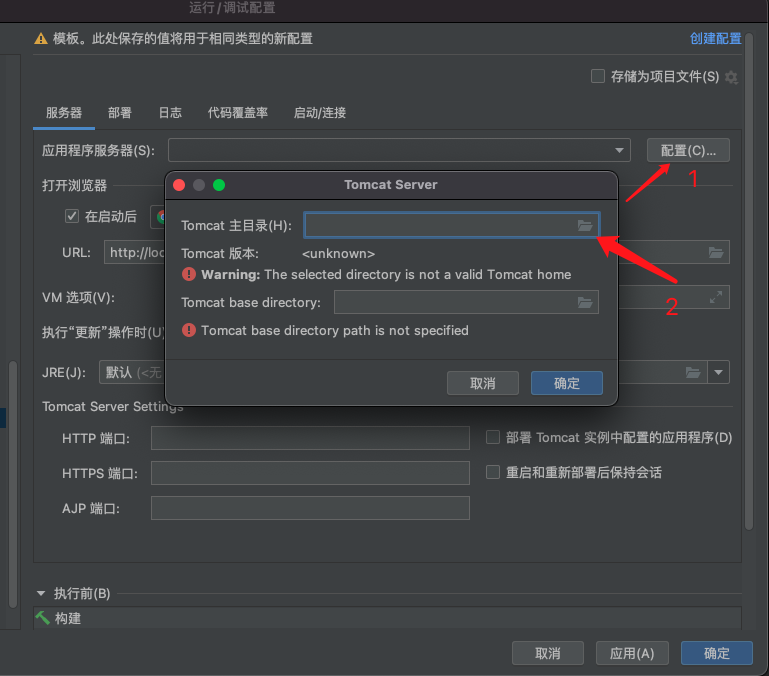 运行/调试配置
模板。此处保存的值将用于相同类型的新配置
创建配置
存储为项目文件(S)
服务器 部署 日志 代码覆盖率 启动/连接
应用程序服务器(S):
配置(C)...
1
打开浏览器
Tomcat Server
在启动后
Tomcat 主目录(H):
URL: http://loc
Tomcat 版本: <unknown>
Warning: The selected directory is not a valid Tomcat home
2
VM 选项(V):
Tomcat base directory:
执行“更新”操作时(U)
Tomcat base directory path is not specified
JRE(J): 默认 (<无
取消 确定
Tomcat Server Settings
HTTP 端口:
部署 Tomcat 实例中配置的应用程序(D)
HTTPS 端口:
重启和重新部署后保持会话
AJP 端口:
执行前(B)
构建
取消 应用(A) 确定